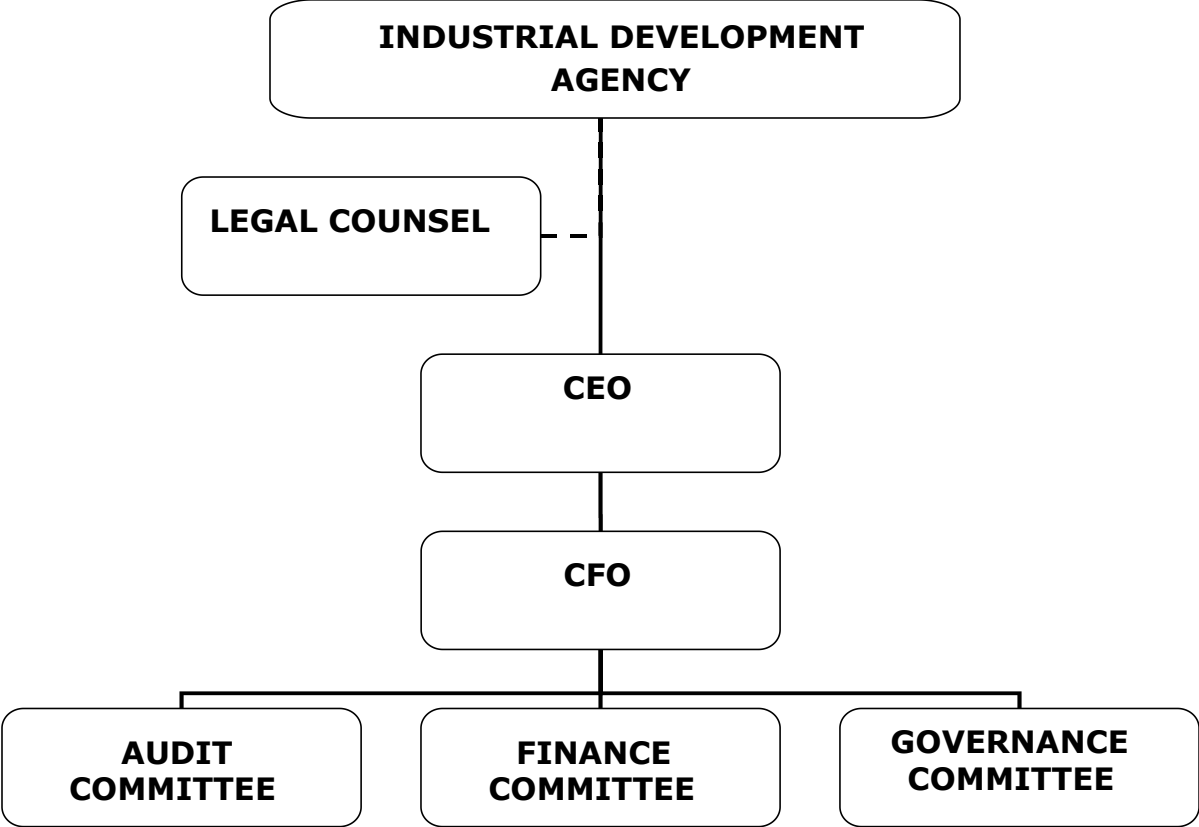 INDUSTRIAL DEVELOPMENT
AGENCY
LEGAL COUNSEL
CEO
CFO
AUDIT
COMMITTEE
FINANCE
COMMITTEE
GOVERNANCE
COMMITTEE